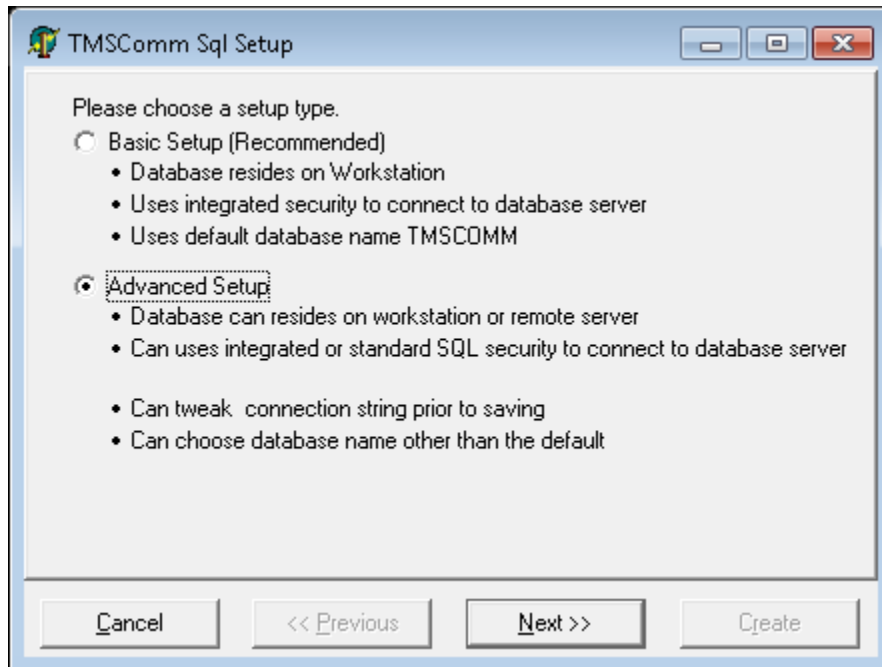 TMSComm Sql Setup
Please choose a setup type.
Basic Setup (Recommended)
• Database resides on Workstation
• Uses integrated security to connect to database server
• Uses default database name TMSCOMM
Advanced Setup
• Database can resides on workstation or remote server
• Can uses integrated or standard SQL security to connect to database server
• Can tweak  connection string prior to saving
• Can choose database name other than the default
Cancel
<< Previous
Next >>
Create